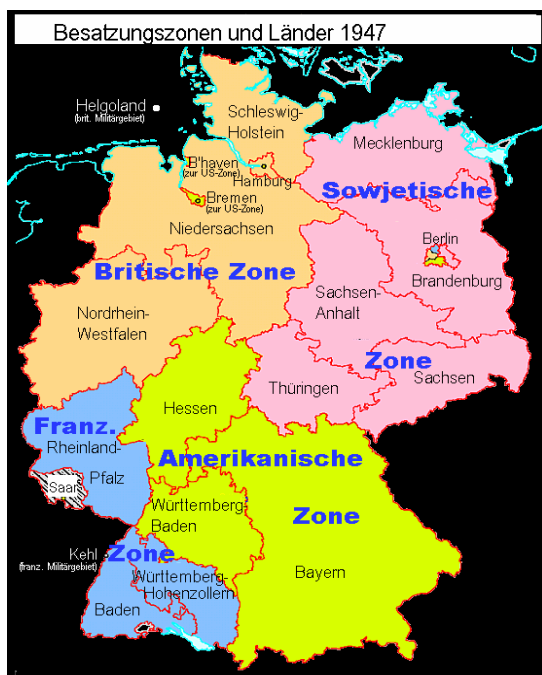 Besatzungszonen und Länder 1947
Helgoland
(brit. Militärgebiet)
Schleswig-
Holstein
Mecklenburg
B'haven
(zur US-Zone)
Hamburg
Bremen
(zur US-Zone)
Sowjetische
Niedersachsen
Berlin
Britische Zone
Brandenburg
Sachsen-
Anhalt
Nordrhein-
Westfalen
Zone
Sachsen
Thüringen
Hessen
Franz.
Rheinland-
Pfalz
Amerikanische
Saar
Württemberg-
Baden
Zone
Kehl
(franz. Militärgebiet)
Zone
Württemberg-
Hohenzollern
Bayern
Baden